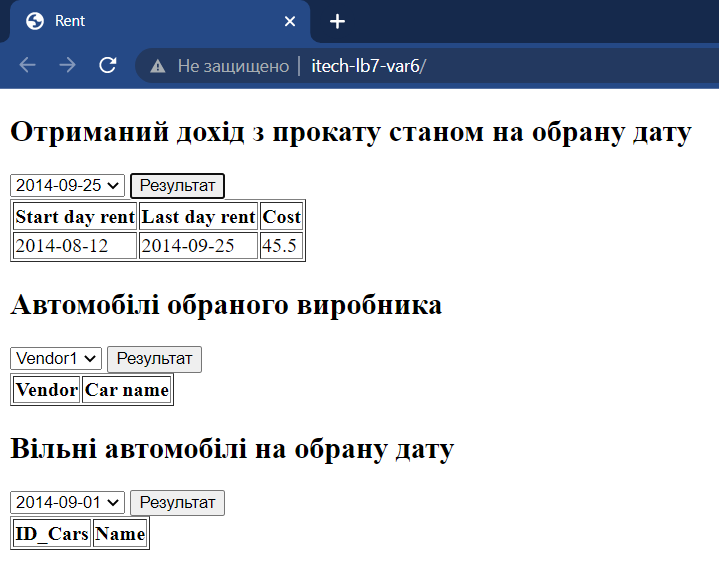 Rent
Не защищено | itech-lb7-var6/
Отриманий дохід з прокату станом на обрану дату
2014-09-25 Результат
Start day rent Last day rent Cost
2014-08-12 2014-09-25 45.5
Автомобілі обраного виробника
Vendor1 Результат
Vendor Car name
Вільні автомобілі на обрану дату
2014-09-01 Результат
ID_Cars Name